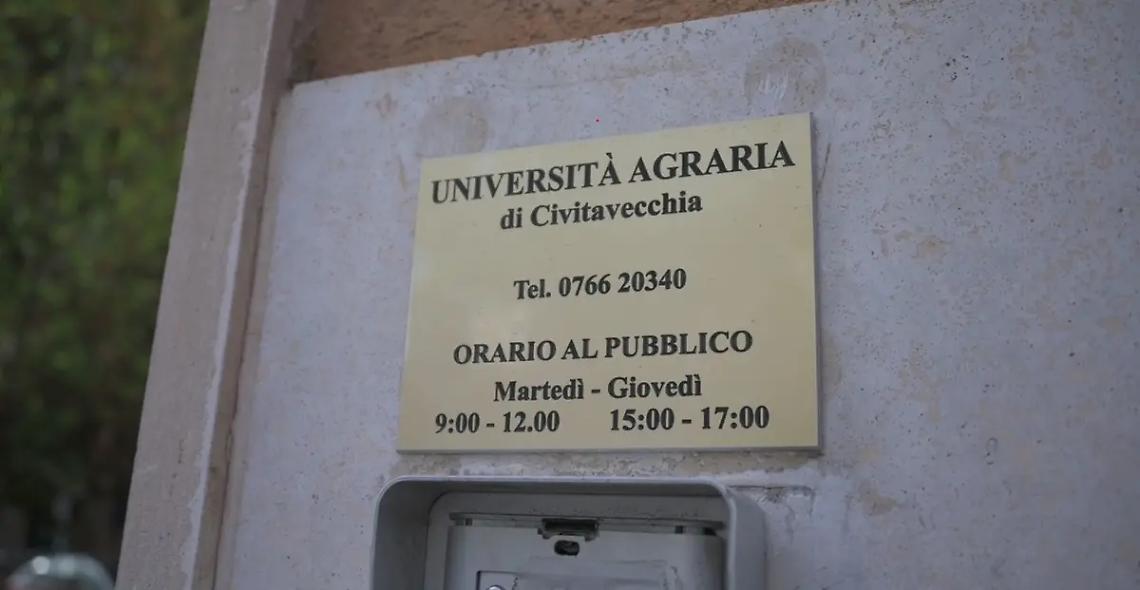 UNIVERSITÀ AGRARIA
di Civitavecchia
Tel. 0766 20340
ORARIO AL PUBBLICO
Martedì - Giovedì
9:00 - 12.00 15:00 - 17:00